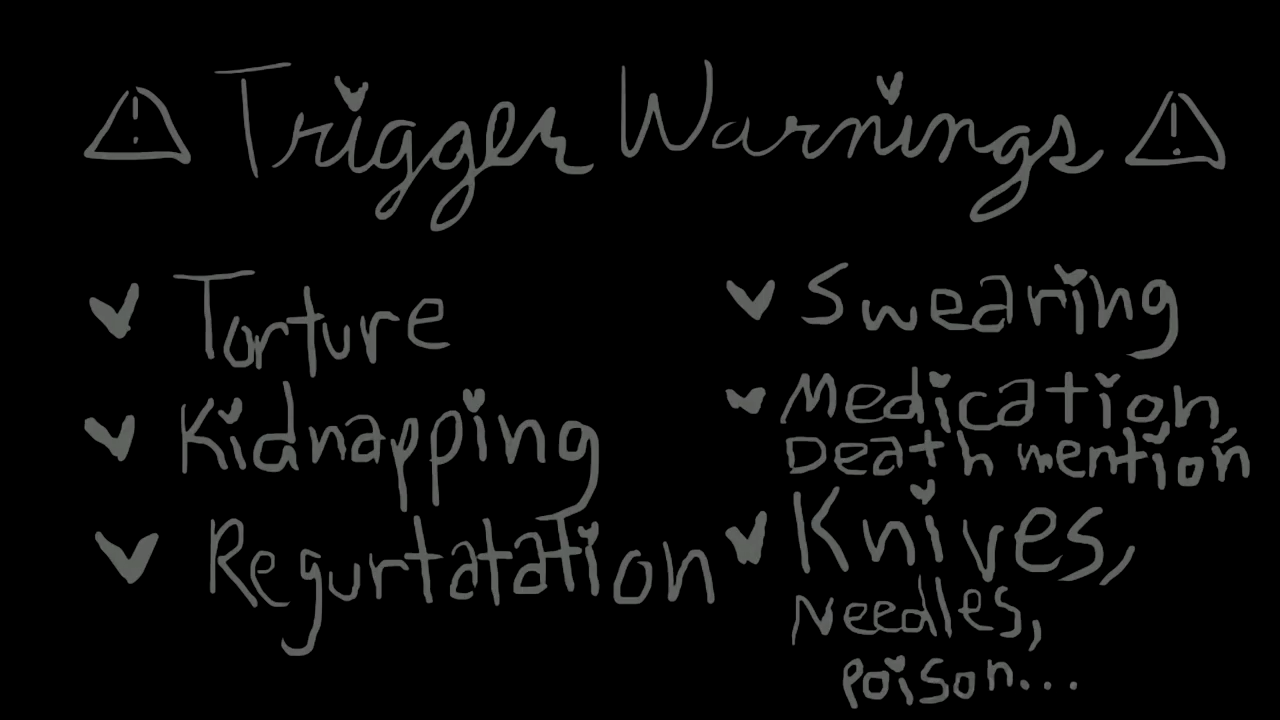 ⚠ Trigger Warnings ⚠
Torture
Kidnapping
Regurtatation
Swearing
Medication,
Death mention
Knives,
Needles,
poison...